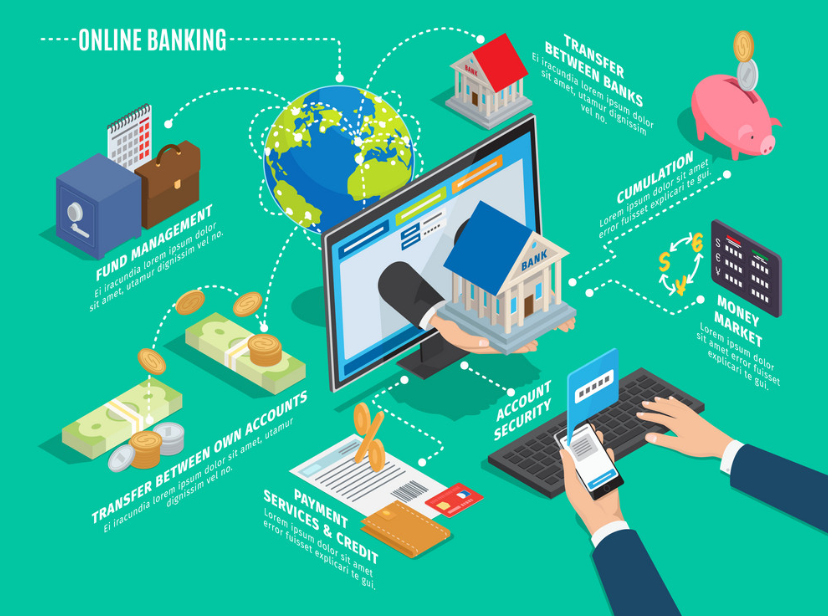 ONLINE BANKING
TRANSFER
BETWEEN BANKS
Ei iracundia lorem ipsum dolor
sit amet, utamur dignissim
vel no.
BANK
CUMULATION
Lorem ipsum dolor sit amet
error fuisset ipsum te gui.
FUND MANAGEMENT
Ei iracundia lorem ipsum dolor
sit amet, utamur dignissim vel no.
BANK
$
€
¥
$
€
¥
MONEY
MARKET
Lorem ipsum dolor
sit amet error fuisset
ipsum te gui.
TRANSFER BETWEEN OWN ACCOUNTS
Ei iracundia lorem ipsum dolor sit amet, utamur
dignissim vel no.
ACCOUNT
SECURITY
PAYMENT
SERVICES & CREDIT
Lorem ipsum dolor sit amet
error fuisset ipsum te gui.